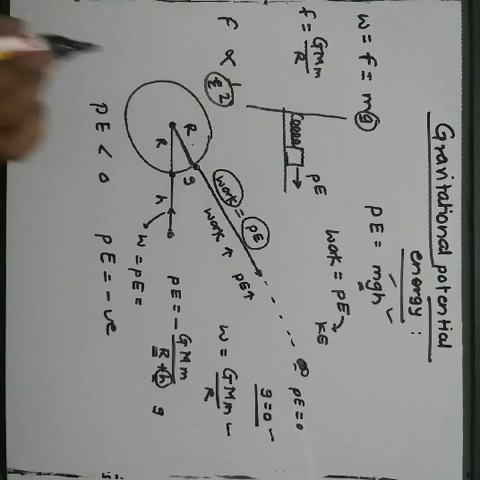 Gravitational potential
energy :
w = f = mg
f = GMm
R
f ∝ 1
R2
PE = mgh
work = PE
KE
PE
work = PE
work ↑ PE↑
R
R
g
h
w = PE =
PE = 0
g = 0
w = GMm
R
PE = - GMm
R+h
g
PE < 0 PE = -ve